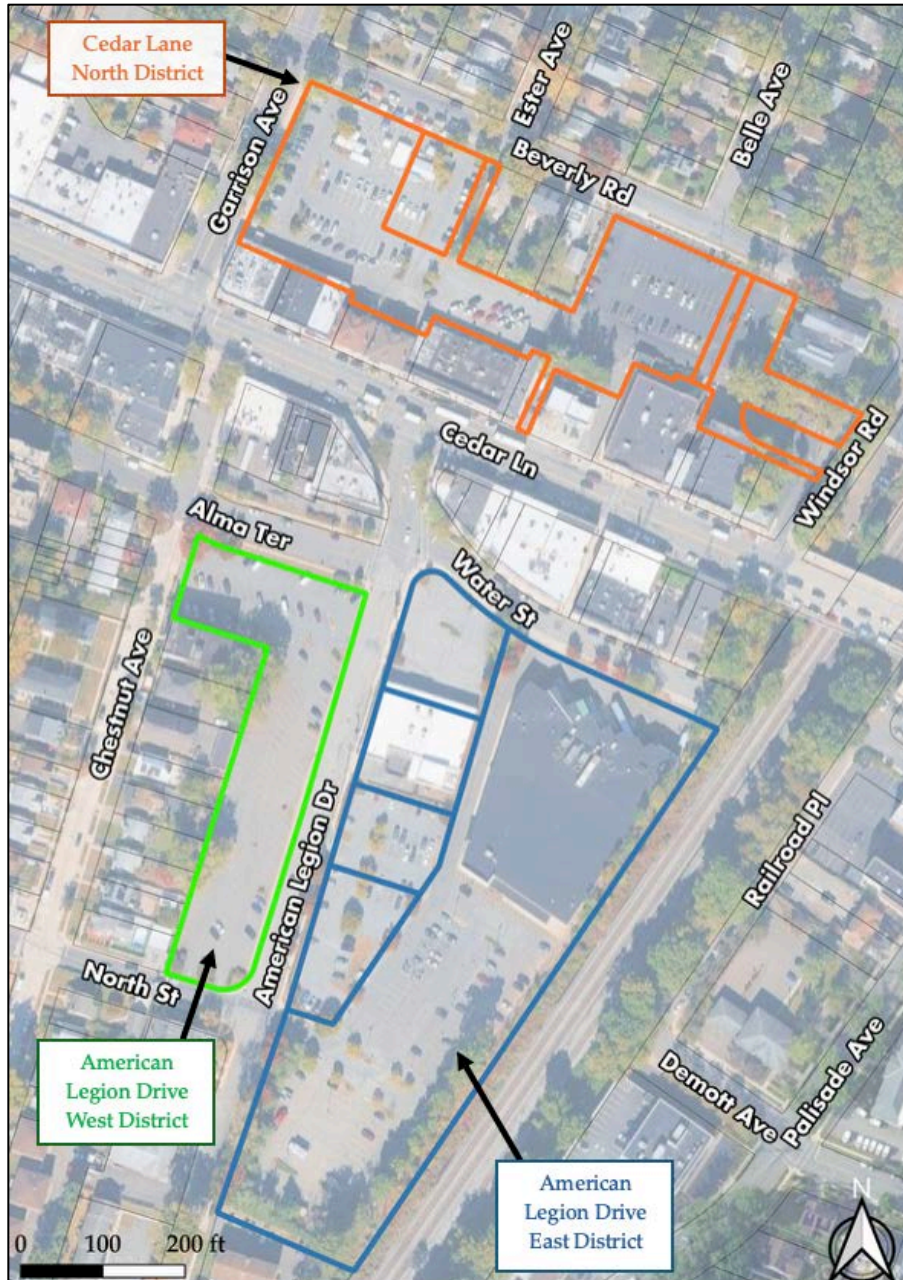 Cedar Lane
North District
Garrison Ave
Ester Ave
Beverly Rd
Belle Ave
Windsor Rd
Cedar Ln
Alma Ter
Water St
Chestnut Ave
American Legion Dr
Railroad Pl
North St
American
Legion Drive
West District
Demott Ave
Palisade Ave
American
Legion Drive
East District
N
0 100 200 ft